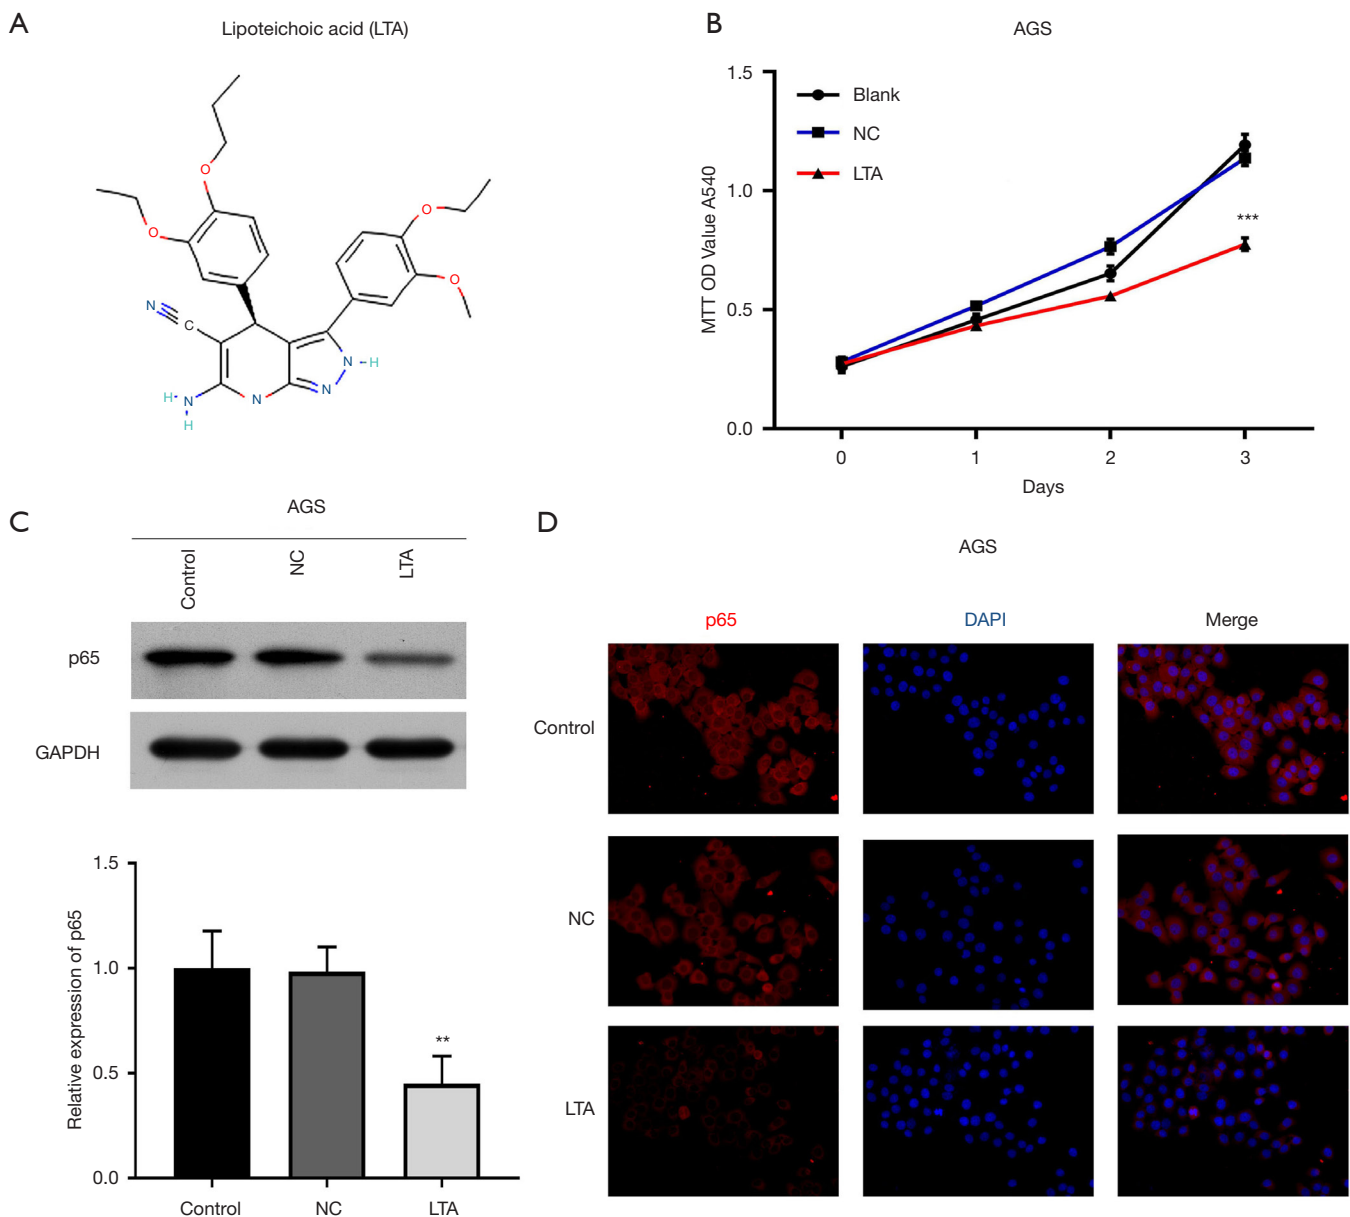 A
Lipoteichoic acid (LTA)
O
O
O
O
N
C
N
H
N
N
H
N
H
B
AGS
Blank
NC
LTA
MTT OD Value A540
1.5
1.0
0.5
0.0
***
0
1
2
3
Days
C
AGS
Control
NC
LTA
p65
GAPDH
Relative expression of p65
1.5
1.0
0.5
0.0
**
Control
NC
LTA
D
AGS
p65
DAPI
Merge
Control
NC
LTA